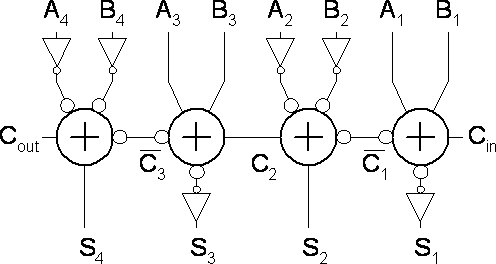 A₄ B₄ A₃ B₃ A₂ B₂ A₁ B₁
+ + + +
Cout C̅₃ C₂ C̅₁ Cin
S₄ S₃ S₂ S₁